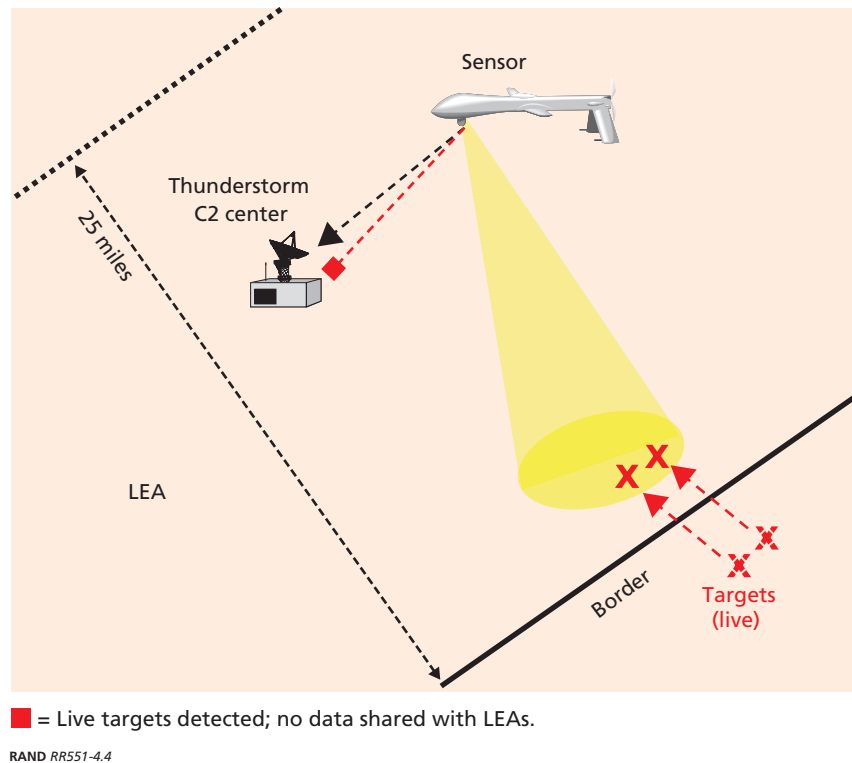 Sensor
Thunderstorm
C2 center
25 miles
LEA
Border
Targets
(live)
= Live targets detected; no data shared with LEAs.
RAND RR551-4.4